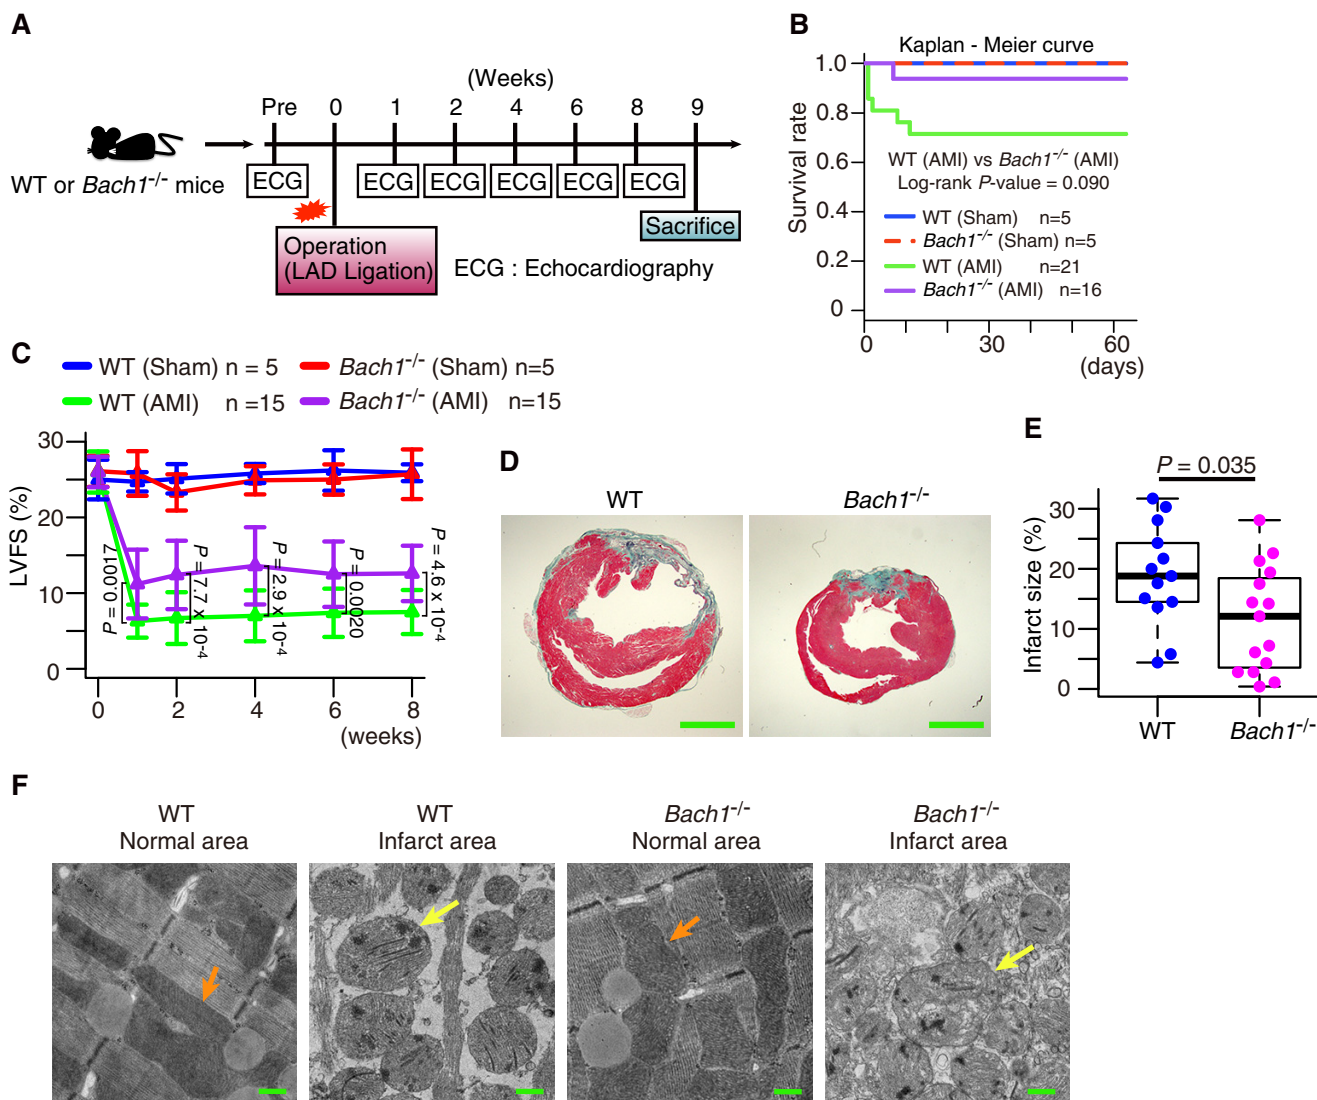 A
(Weeks)
Pre 0 1 2 4 6 8 9
WT or Bach1-/- mice
ECG ECG ECG ECG ECG ECG
Operation
(LAD Ligation)
Sacrifice
ECG : Echocardiography
B
Kaplan - Meier curve
Survival rate
1.0
0.8
0.6
0.4
0.2
0
WT (AMI) vs Bach1-/- (AMI)
Log-rank P-value = 0.090
WT (Sham) n=5
Bach1-/- (Sham) n=5
WT (AMI) n=21
Bach1-/- (AMI) n=16
0 30 60
(days)
C
WT (Sham) n = 5
Bach1-/- (Sham) n=5
WT (AMI) n =15
Bach1-/- (AMI) n=15
LVFS (%)
30
20
10
0
P = 0.0017
P = 7.7 x 10-4
P = 2.9 x 10-4
P = 0.0020
P = 4.6 x 10-4
0 2 4 6 8
(weeks)
D
WT
Bach1-/-
E
P = 0.035
Infarct size (%)
30
20
10
0
WT
Bach1-/-
F
WT
Normal area
WT
Infarct area
Bach1-/-
Normal area
Bach1-/-
Infarct area